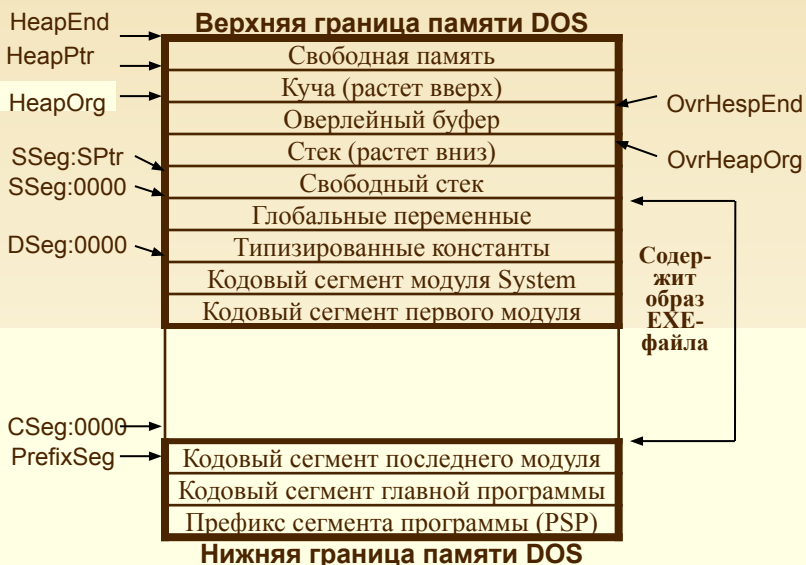 Верхняя граница памяти DOS
HeapEnd
HeapPtr
HeapOrg
SSeg:SPtr
SSeg:0000
DSeg:0000
CSeg:0000
PrefixSeg
Свободная память
Куча (растет вверх)
Оверлейный буфер
Стек (растет вниз)
Свободный стек
Глобальные переменные
Типизированные константы
Кодовый сегмент модуля System
Кодовый сегмент первого модуля
Кодовый сегмент последнего модуля
Кодовый сегмент главной программы
Префикс сегмента программы (PSP)
OvrHespEnd
OvrHeapOrg
Содер-
жит
образ
EXE-
файла
Нижняя граница памяти DOS